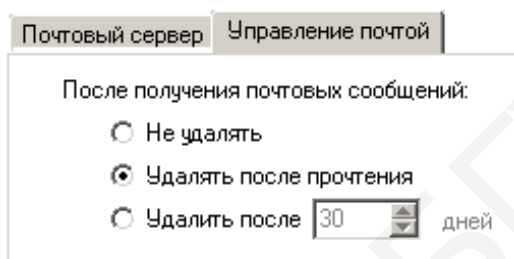 Почтовый сервер Управление почтой
После получения почтовых сообщений:
Не удалять
Удалять после прочтения
Удалить после 30 дней